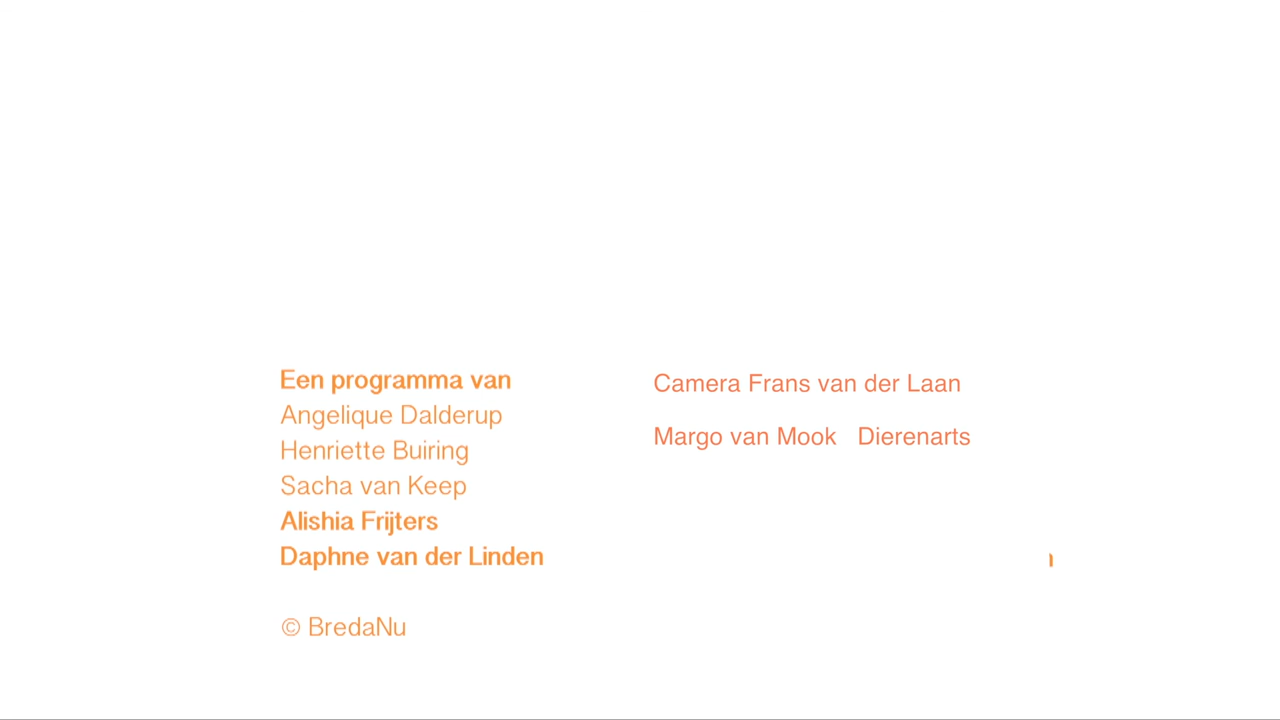 Een programma van
Angelique Dalderup
Henriette Buiring
Sacha van Keep
Alishia Frijters
Daphne van der Linden
© BredaNu
Camera Frans van der Laan
Margo van Mook Dierenarts